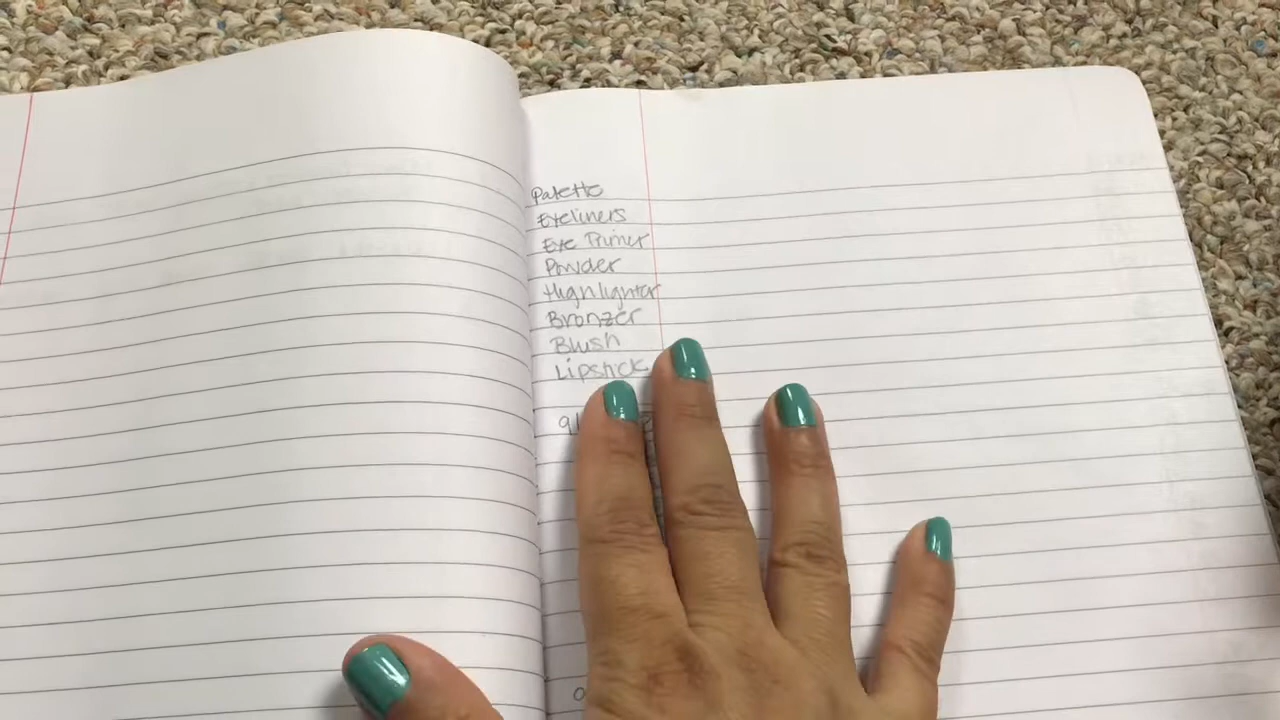 Palette
Eyeliners
Eye Primer
Powder
Highlighter
Bronzer
Blush
Lipstick